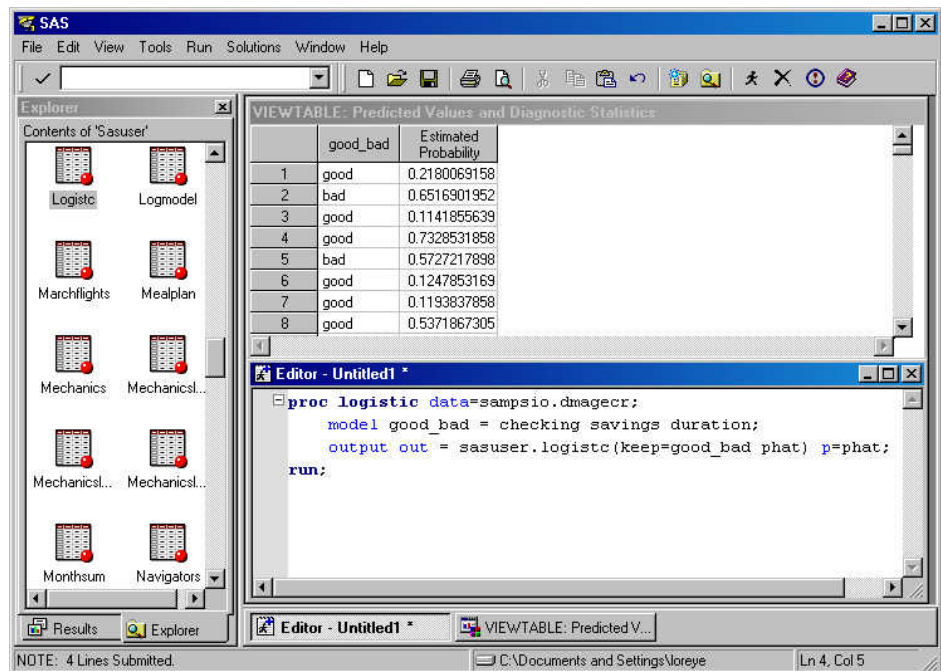 SAS
File Edit View Tools Run Solutions Window Help
Explorer
Contents of 'Sasuser'
Logistc Logmodel
Marchflights Mealplan
Mechanics Mechanicsl...
Mechanicsl... Mechanicsl...
Monthsum Navigators
Results Explorer
VIEWTABLE: Predicted Values and Diagnostic Statistics
good_bad Estimated Probability
1 good 0.2180069158
2 bad 0.6516901952
3 good 0.1141855639
4 good 0.7328531858
5 bad 0.5727217898
6 good 0.1247853169
7 good 0.1193837858
8 good 0.5371867305
Editor - Untitled1 *
proc logistic data=sampsio.dmagecr;
model good_bad = checking savings duration;
output out = sasuser.logistc(keep=good_bad phat) p=phat;
run;
Editor - Untitled1 * VIEWTABLE: Predicted V...
NOTE: 4 Lines Submitted. C:\Documents and Settings\loreye Ln 4, Col 5